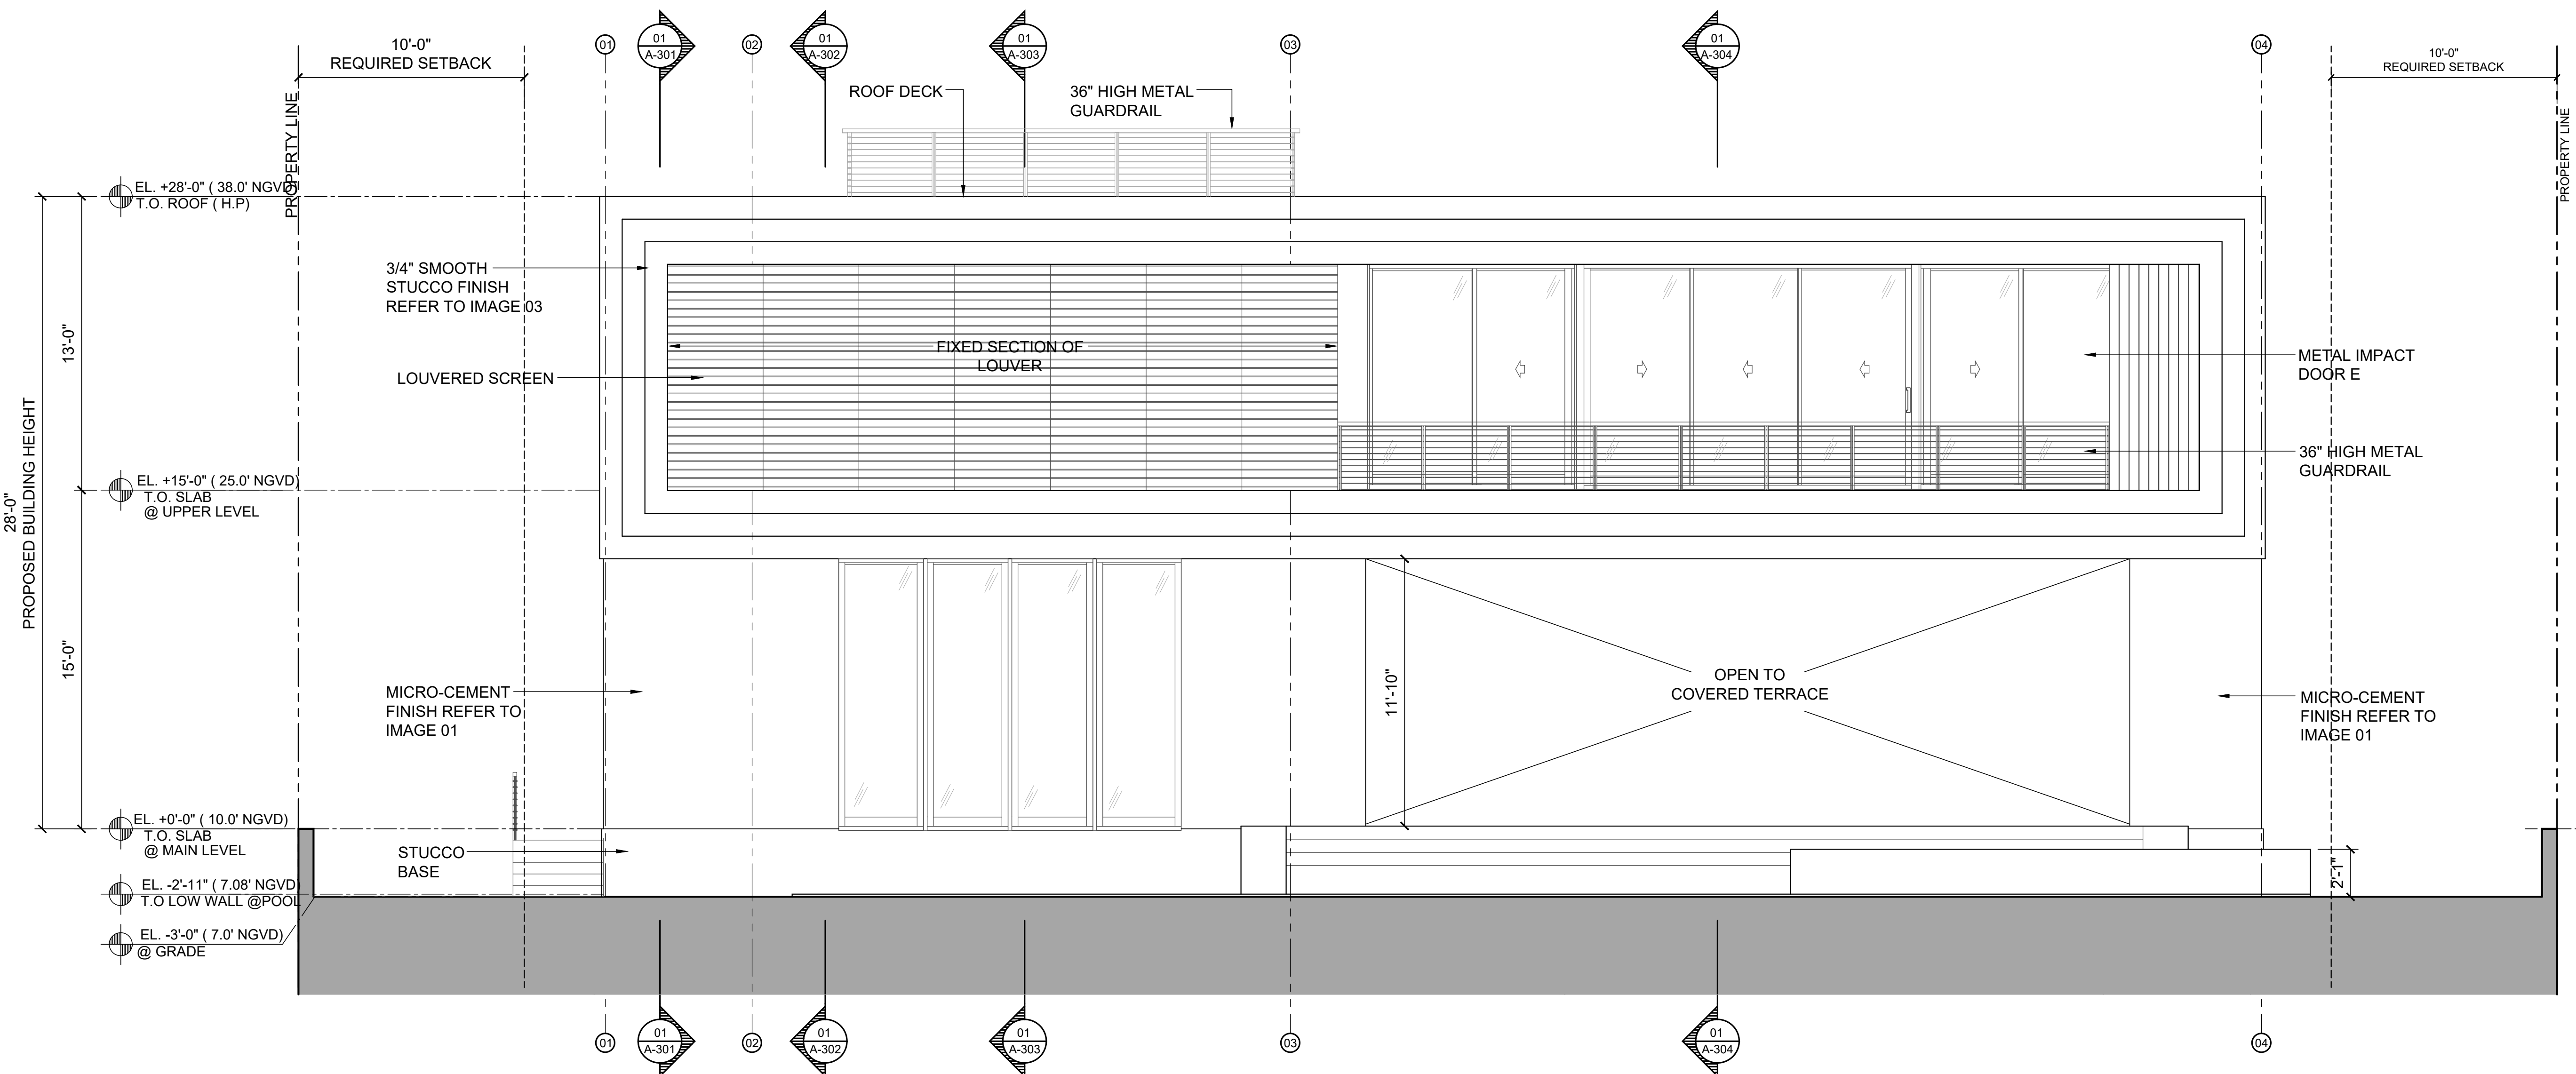 10'-0"
REQUIRED SETBACK
01
01
A-301
02
01
A-302
01
A-303
03
01
A-304
04
10'-0"
REQUIRED SETBACK
PROPERTY LINE
PROPERTY LINE
ROOF DECK
36" HIGH METAL
GUARDRAIL
EL. +28'-0" ( 38.0' NGVD)
T.O. ROOF ( H.P)
3/4" SMOOTH
STUCCO FINISH
REFER TO IMAGE 03
13'-0"
FIXED SECTION OF
LOUVER
LOUVERED SCREEN
METAL IMPACT
DOOR E
36" HIGH METAL
GUARDRAIL
28'-0"
PROPOSED BUILDING HEIGHT
EL. +15'-0" ( 25.0' NGVD)
T.O. SLAB
@ UPPER LEVEL
15'-0"
MICRO-CEMENT
FINISH REFER TO
IMAGE 01
11'-10"
OPEN TO
COVERED TERRACE
MICRO-CEMENT
FINISH REFER TO
IMAGE 01
EL. +0'-0" ( 10.0' NGVD)
T.O. SLAB
@ MAIN LEVEL
STUCCO
BASE
2'-1"
EL. -2'-11" ( 7.08' NGVD)
T.O LOW WALL @POOL
EL. -3'-0" ( 7.0' NGVD)
@ GRADE
01
01
A-301
02
01
A-302
01
A-303
03
01
A-304
04